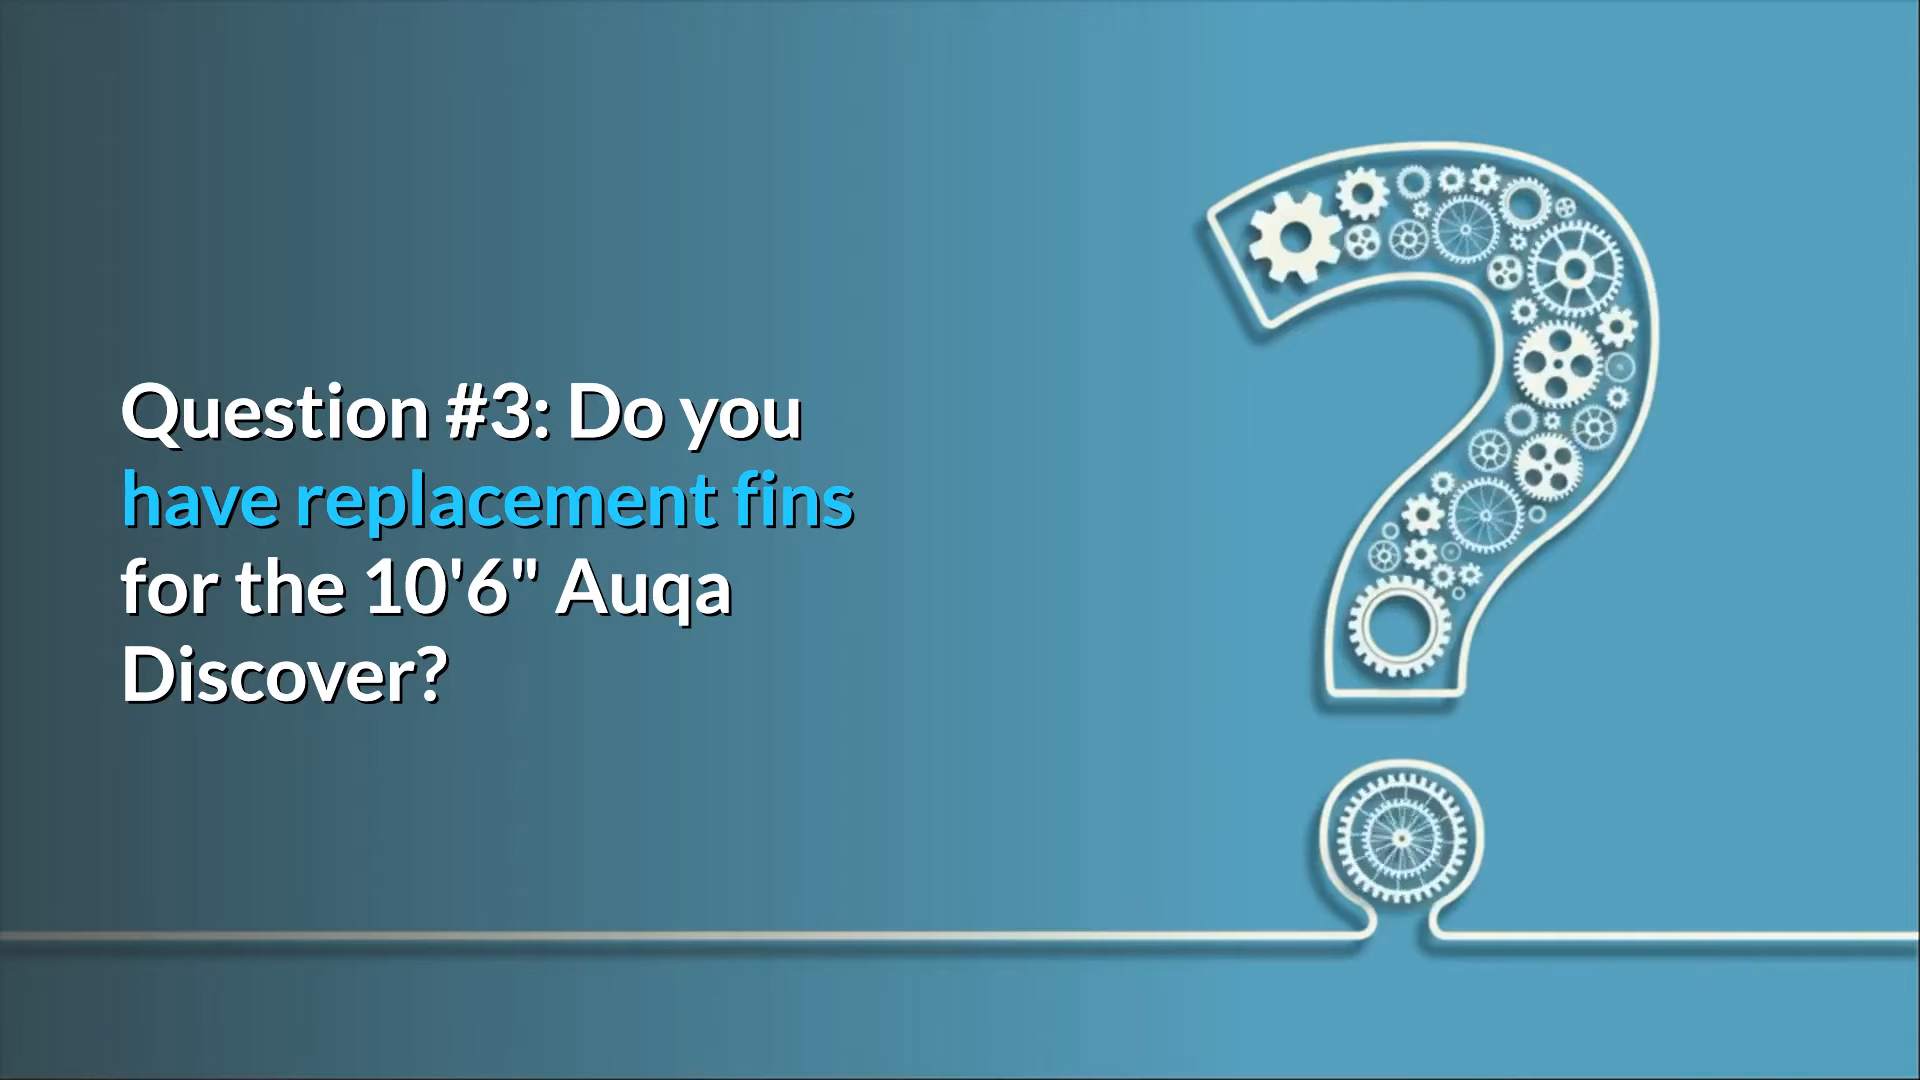 Question #3: Do you
have replacement fins
for the 10'6" Auqa
Discover?